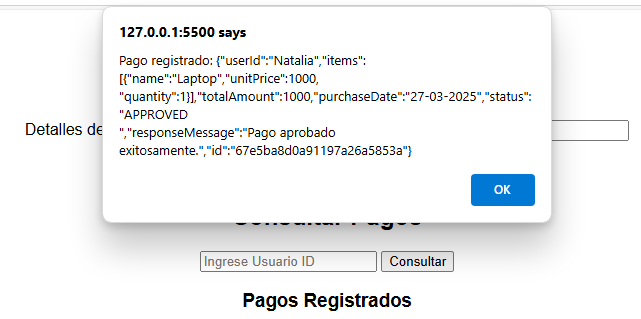 127.0.0.1:5500 says
Pago registrado: {"userId":"Natalia","items":
[{"name":"Laptop","unitPrice":1000,
"quantity":1}],"totalAmount":1000,"purchaseDate":"27-03-2025","status":
"APPROVED
","responseMessage":"Pago aprobado
exitosamente.","id":"67e5ba8d0a91197a26a5853a"}
Detalles de
OK
Consultar Pagos
Ingrese Usuario ID
Consultar
Pagos Registrados